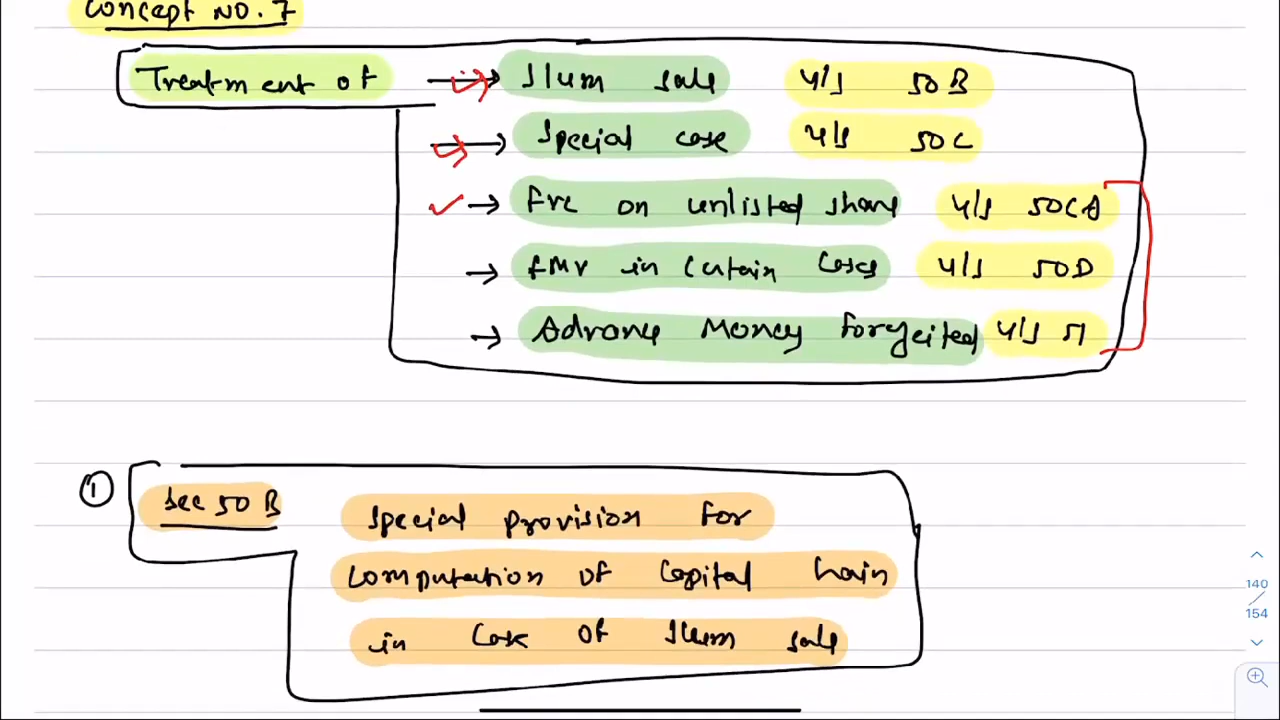 Concept NO. 7
Treatment of → Slum sale u/s 50B
→ Special case u/s 50C
→ FVC on unlisted share u/s 50CA
→ FMV in Certain Cases u/s 50D
→ Advance Money Forfeited u/s 51
① Sec 50 B Special provision for
Computation of Capital Gain
in Case of Slum sale
140
154